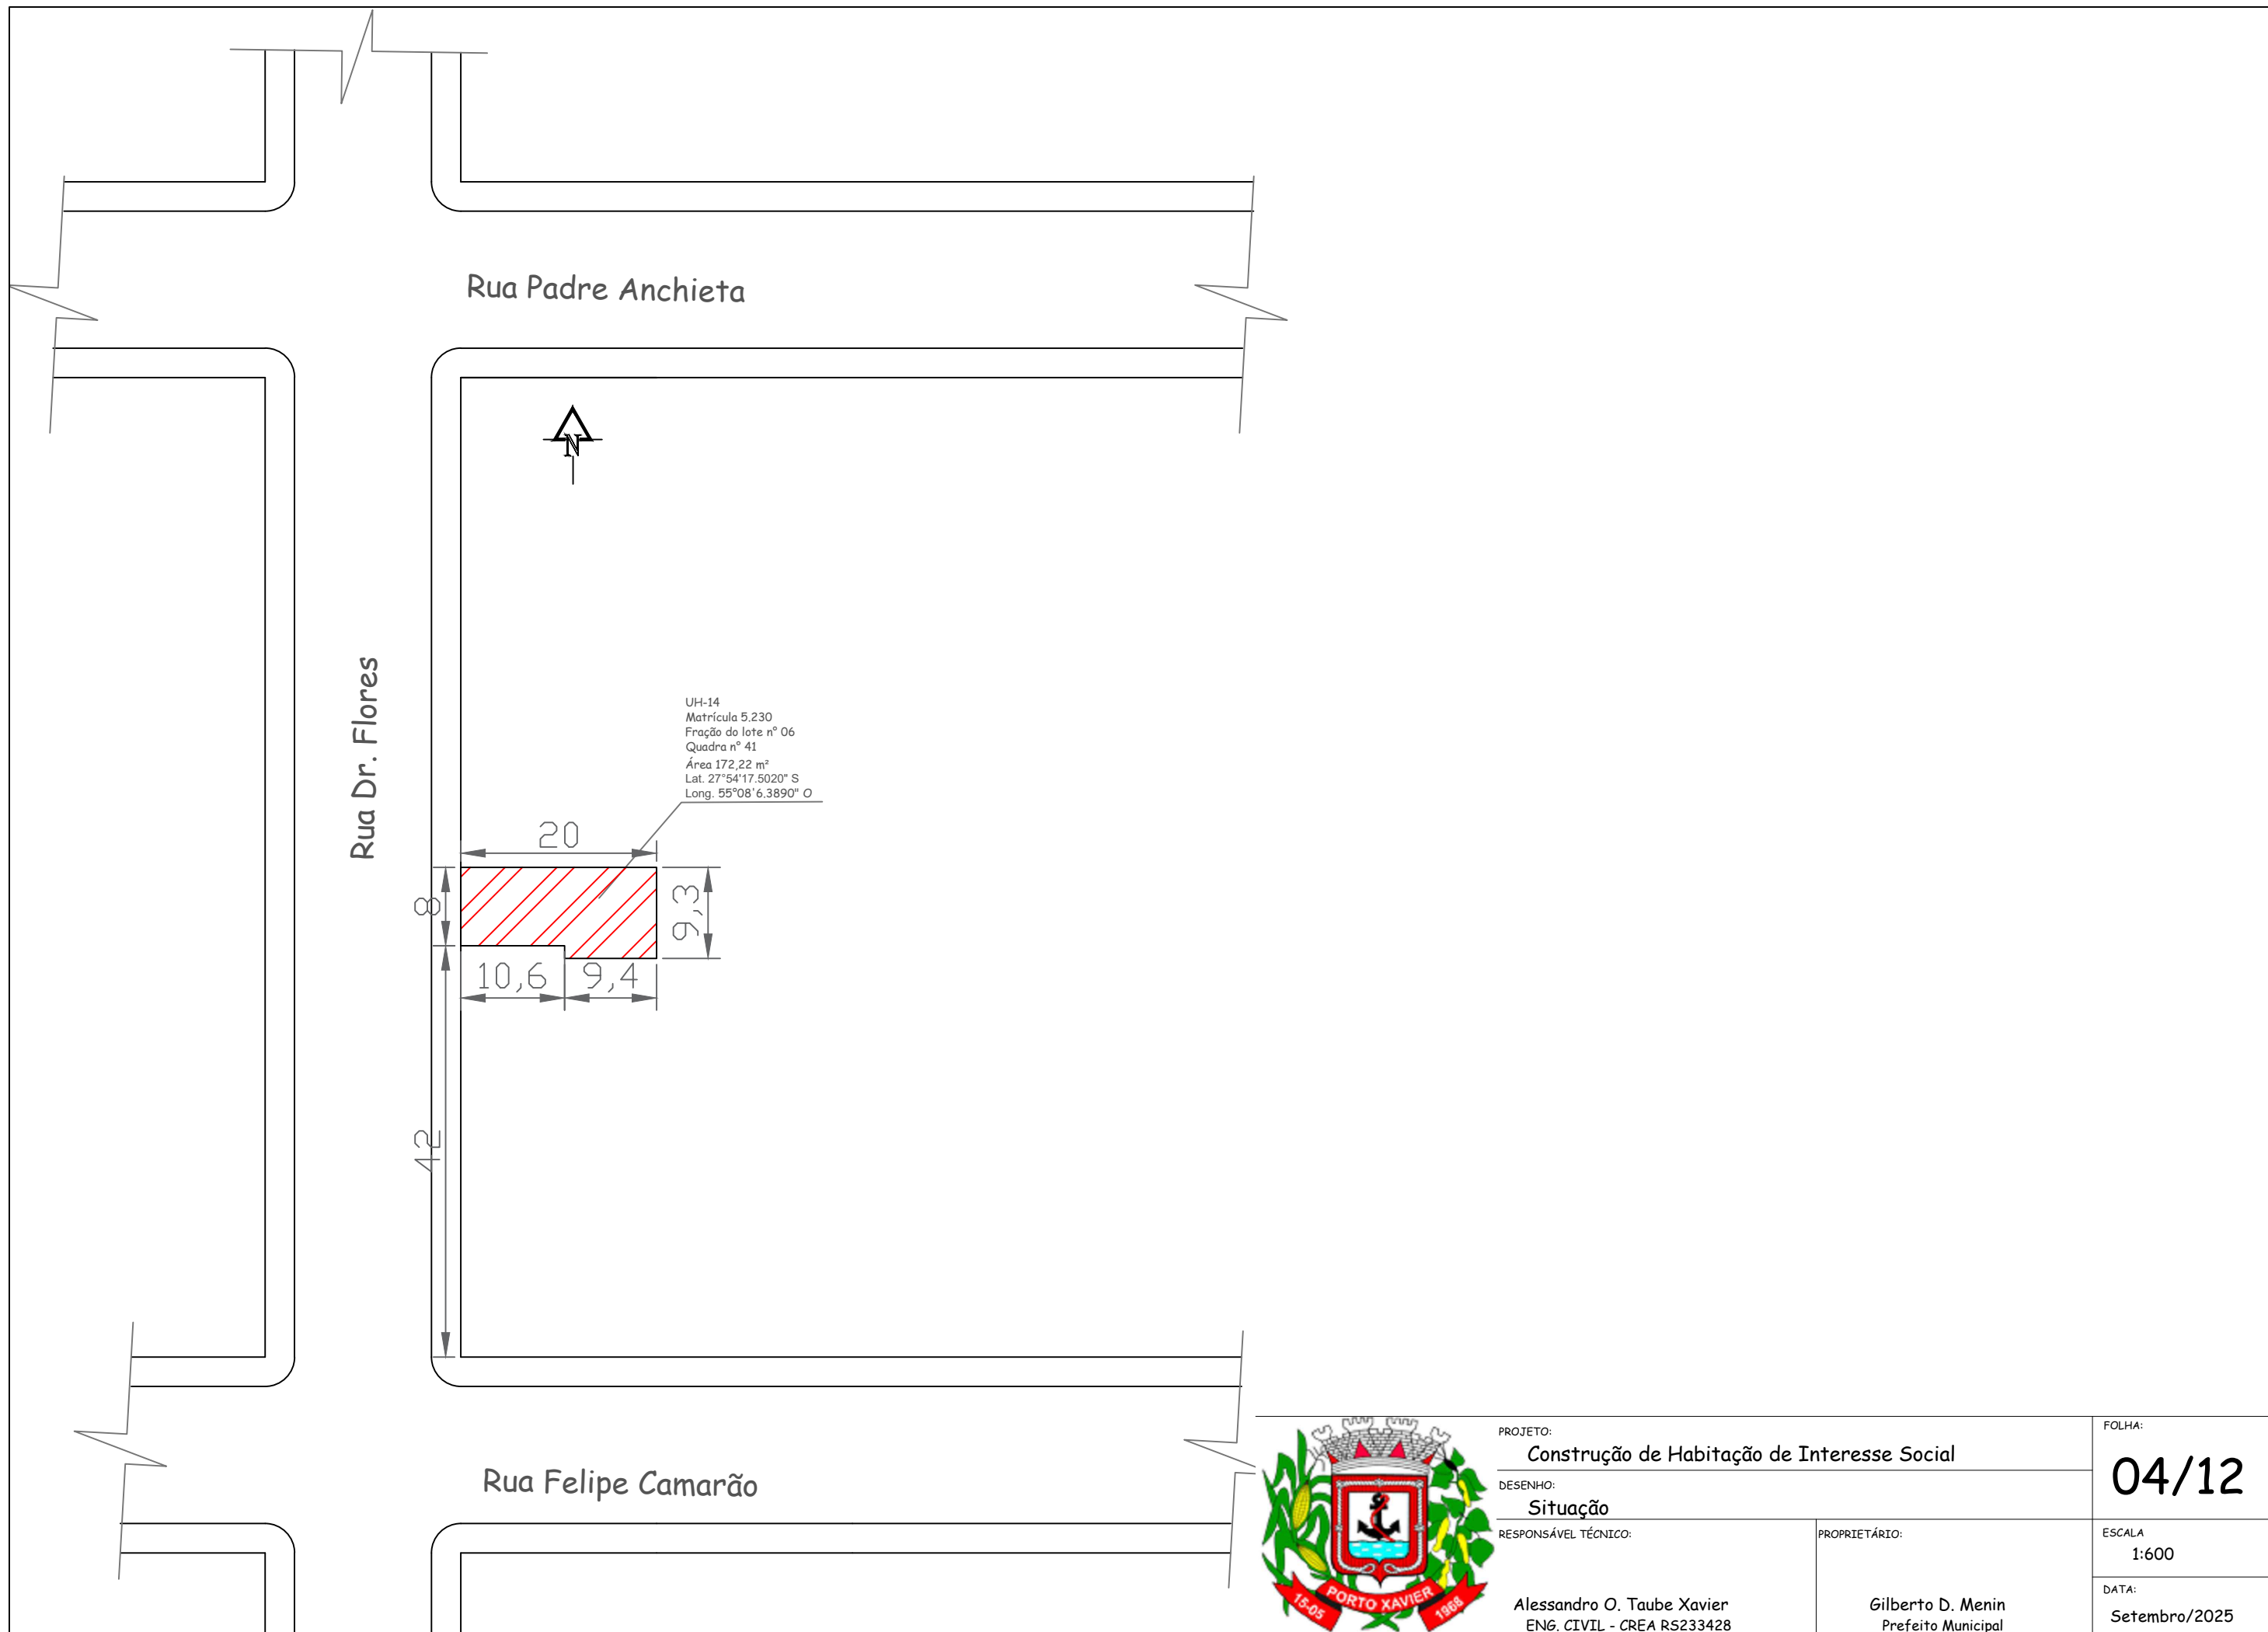 Rua Padre Anchieta
N
Rua Dr. Flores
UH-14
Matrícula 5.230
Fração do lote n° 06
Quadra n° 41
Área 172,22 m²
Lat. 27°54'17.5020" S
Long. 55°08'6.3890" O
20
8
9,3
10,6
9,4
42
Rua Felipe Camarão
PORTO XAVIER
15-05
1968
PROJETO:
Construção de Habitação de Interesse Social
DESENHO:
Situação
RESPONSÁVEL TÉCNICO:
Alessandro O. Taube Xavier
ENG. CIVIL - CREA RS233428
PROPRIETÁRIO:
Gilberto D. Menin
Prefeito Municipal
FOLHA:
04/12
ESCALA
1:600
DATA:
Setembro/2025